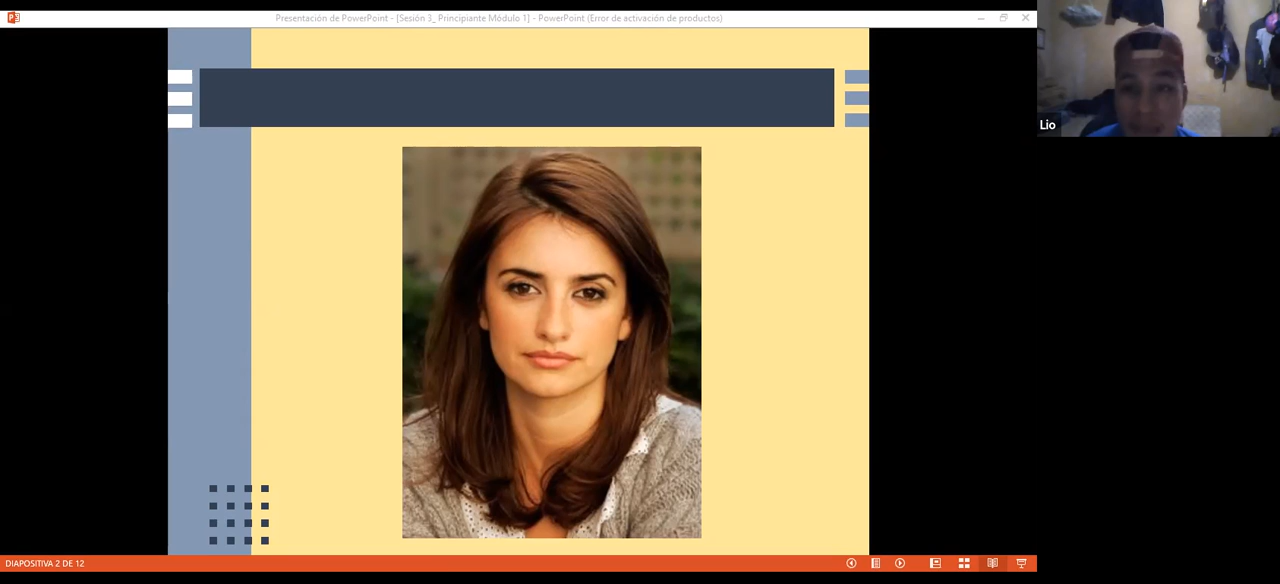 Presentación de PowerPoint - [Sesión 3_ Principiante Módulo 1] - PowerPoint (Error de activación de productos)
Lio
DIAPOSITIVA 2 DE 12